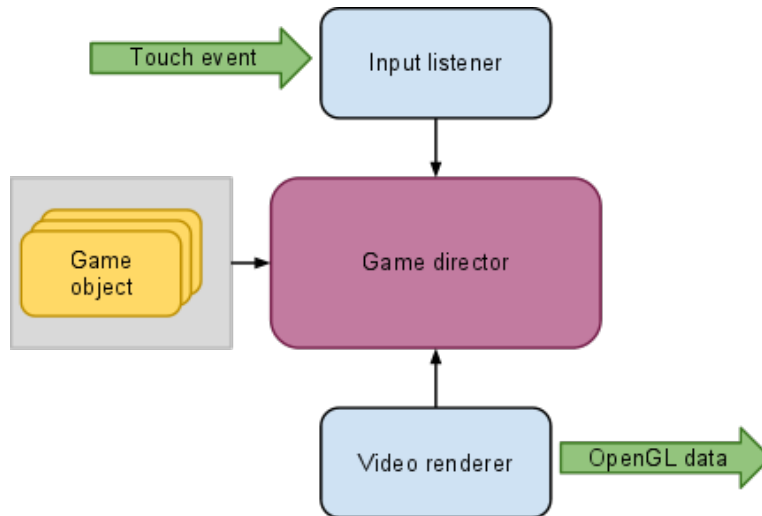 Touch event
Input listener
Game
object
Game director
Video renderer
OpenGL data